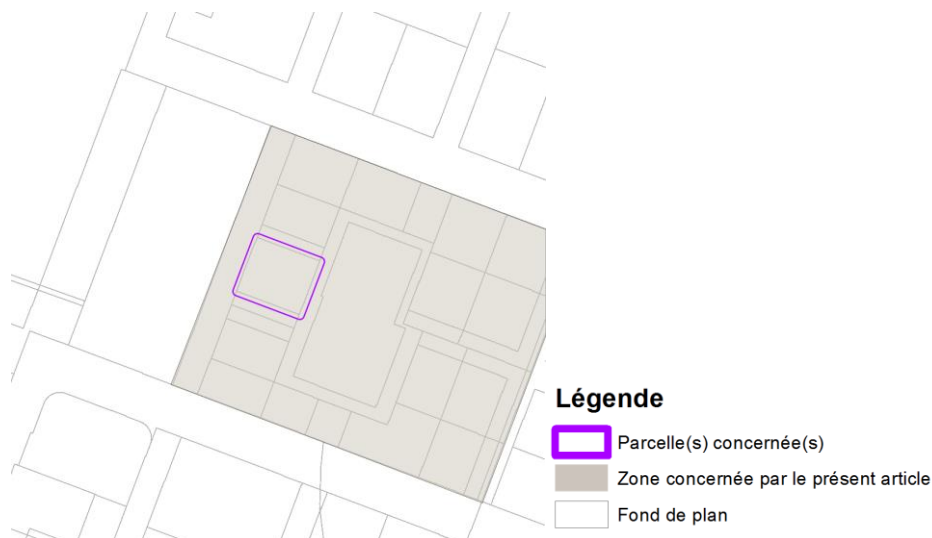 Légende
Parcelle(s) concernée(s)
Zone concernée par le présent article
Fond de plan